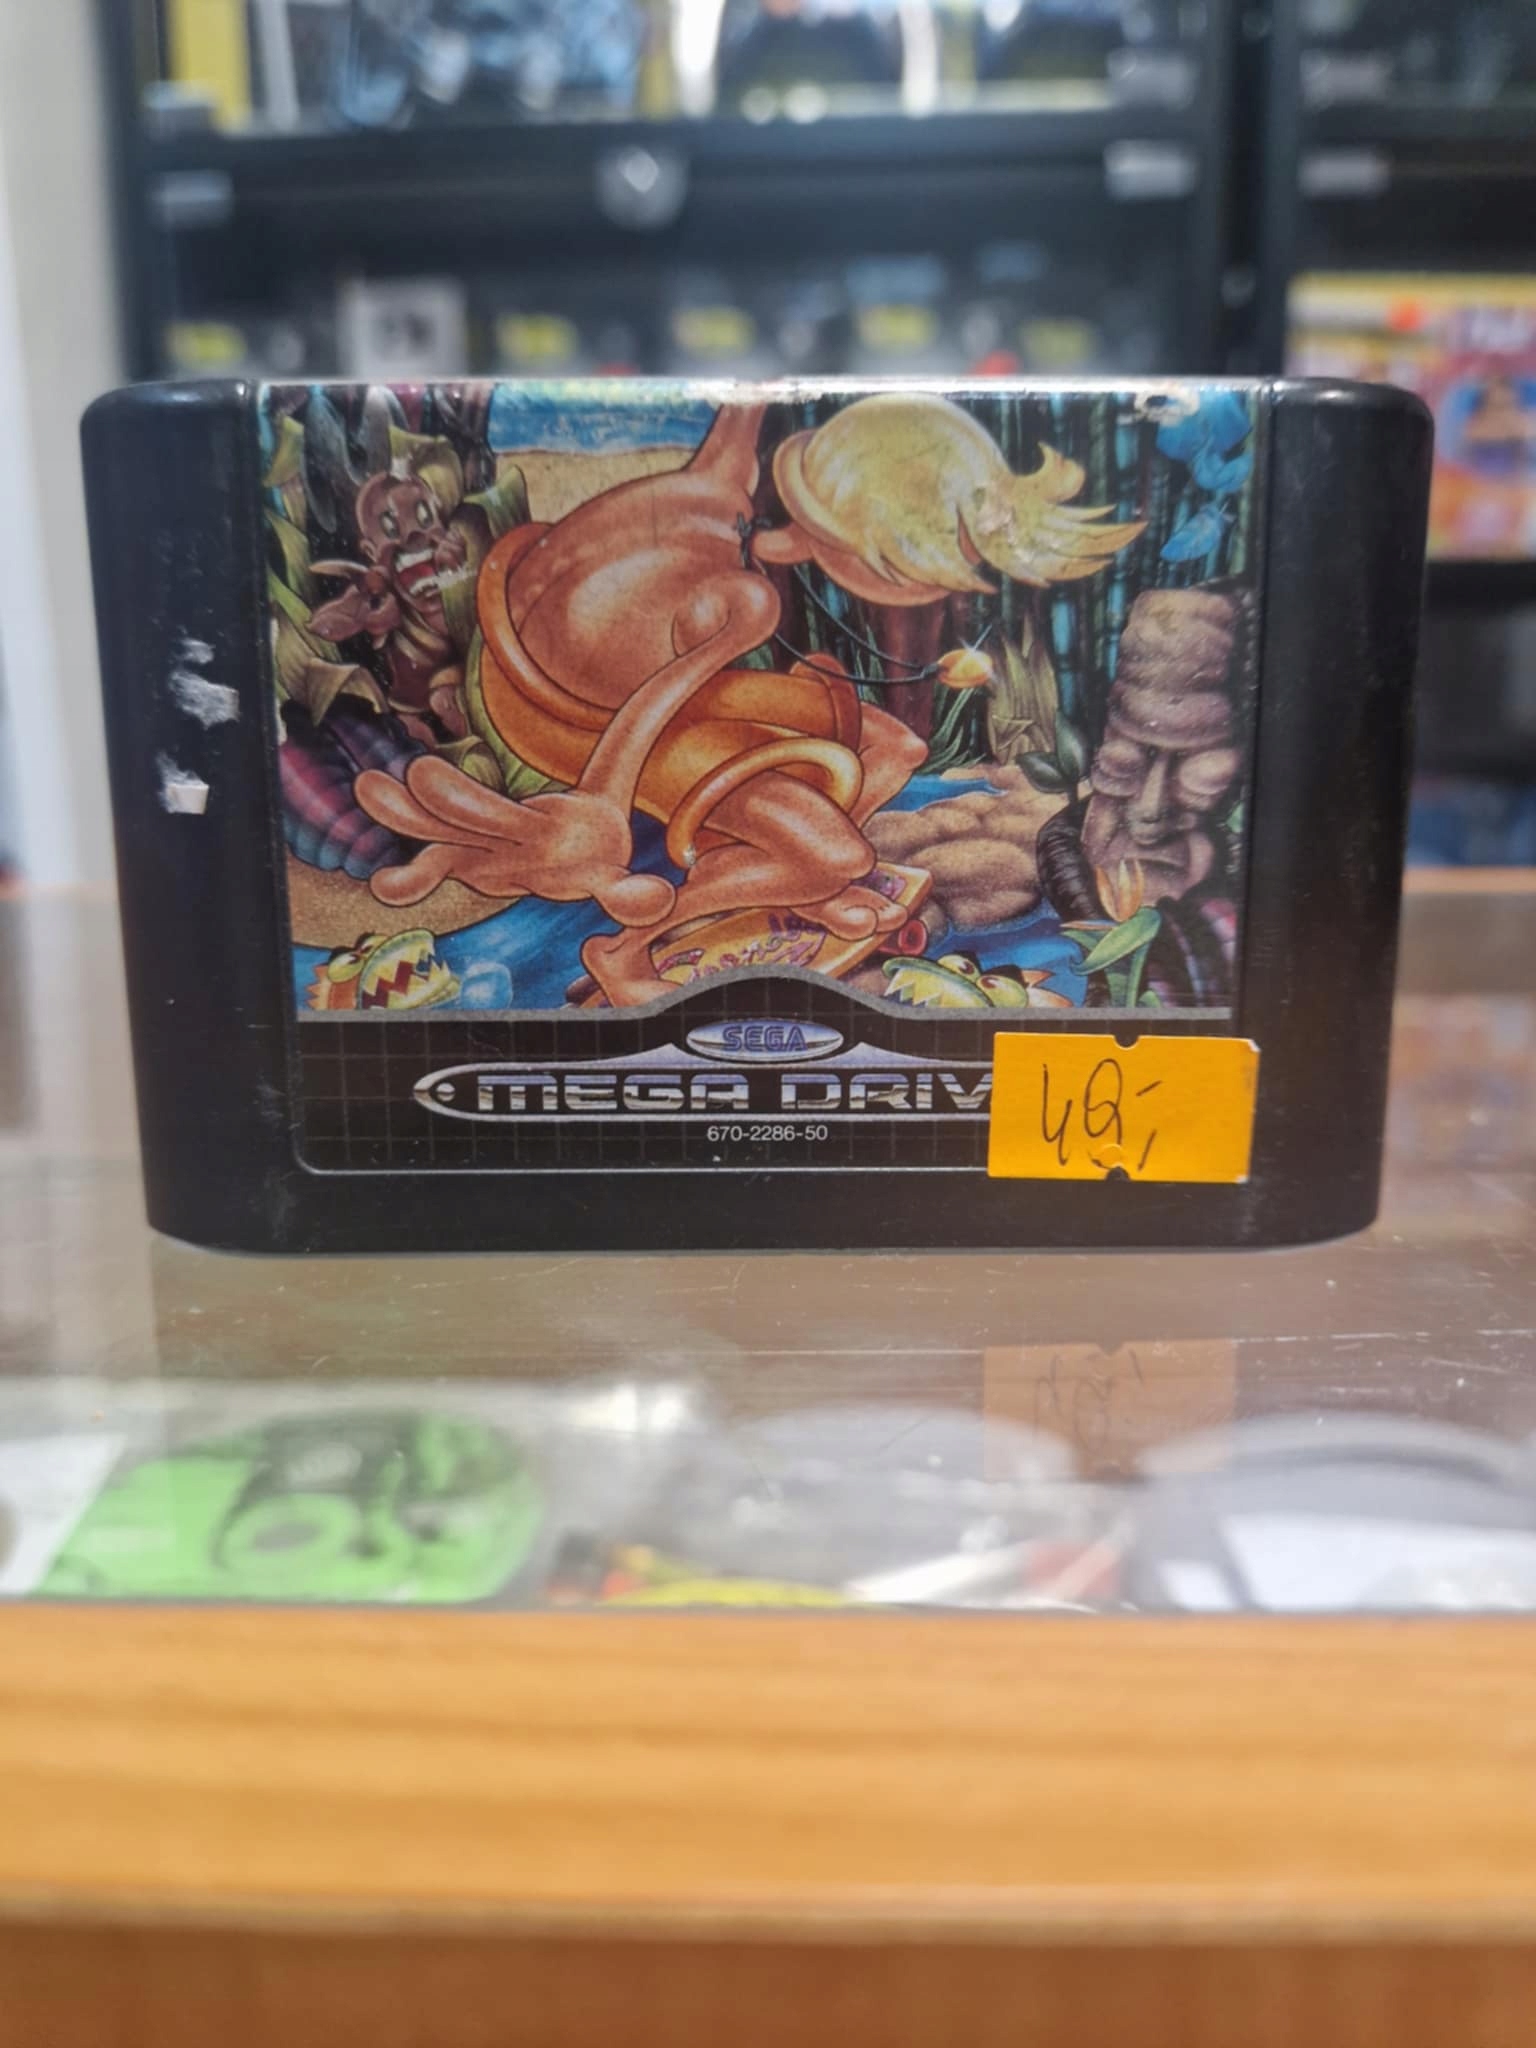 SEGA
MEGA DRIV
670-2286-50
49,-